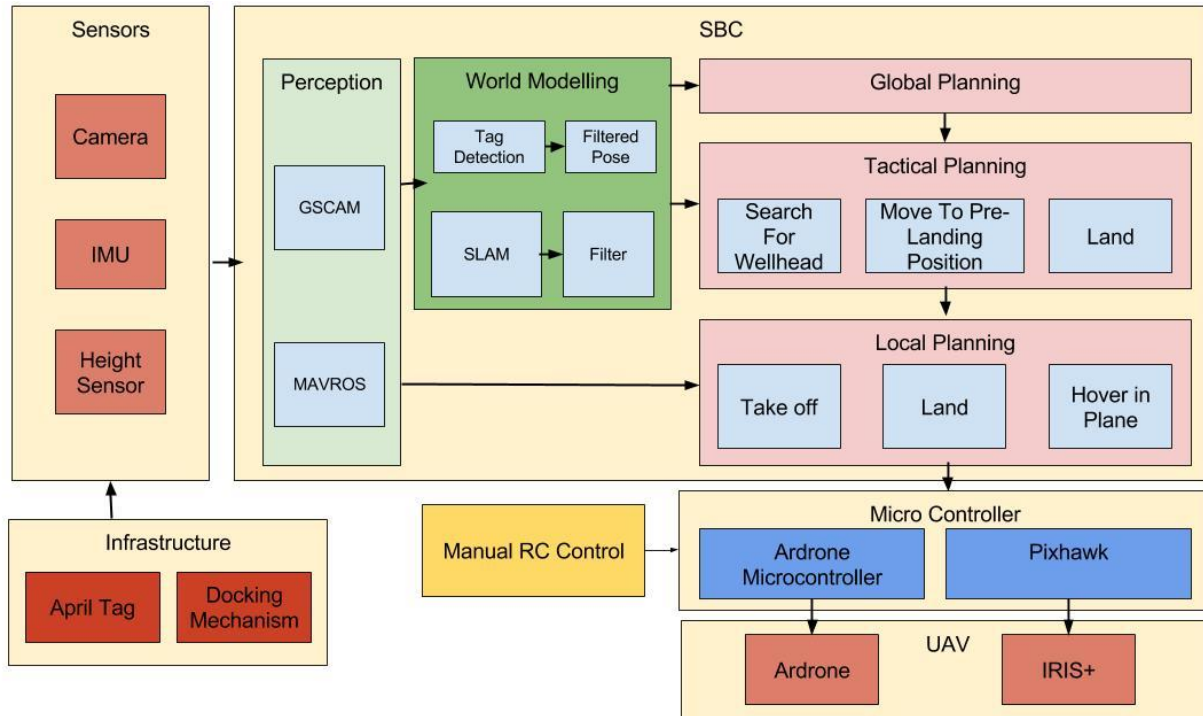 Sensors
Camera
IMU
Height
Sensor
Infrastructure
April Tag
Docking
Mechanism
SBC
Perception
GSCAM
MAVROS
World Modelling
Tag
Detection
Filtered
Pose
SLAM
Filter
Global Planning
Tactical Planning
Search
For
Wellhead
Move To Pre-
Landing
Position
Land
Local Planning
Take off
Land
Hover in
Plane
Manual RC Control
Micro Controller
Ardrone
Microcontroller
Pixhawk
UAV
Ardrone
IRIS+